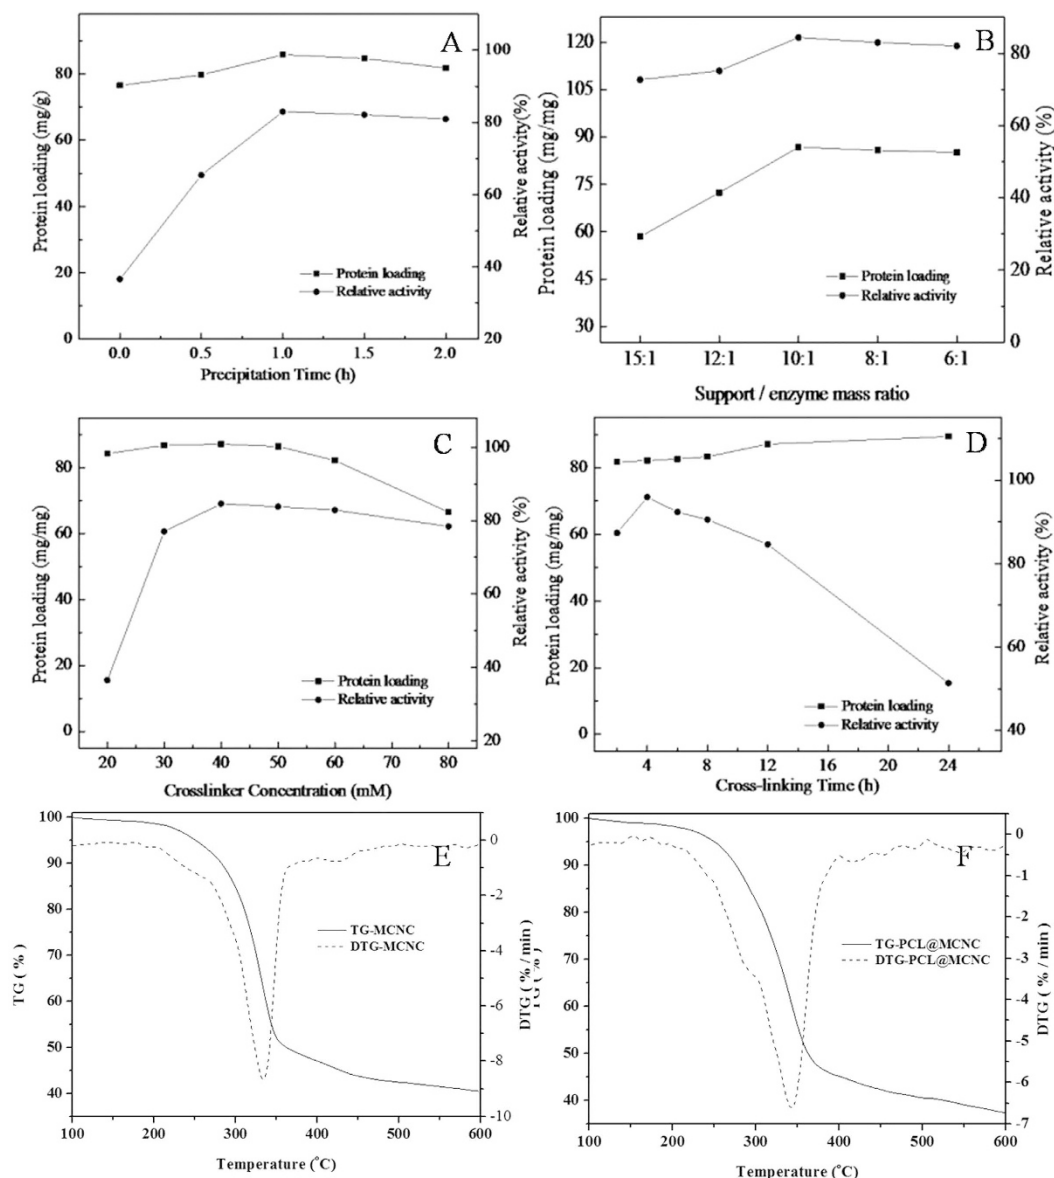 A
Protein loading (mg/g)
100
80
80
60
60
40
40
20
20
0
Relative activity(%)
Protein loading
Relative activity
0.0 0.5 1.0 1.5 2.0
Precipitation Time (h)
B
Protein loading (mg/mg)
120
105
90
75
60
45
30
80
60
40
20
0
Relative activity (%)
Protein loading
Relative activity
15:1 12:1 10:1 8:1 6:1
Support / enzyme mass ratio
C
Protein loading (mg/mg)
80
60
40
20
0
100
80
60
40
20
Relative activity (%)
Protein loading
Relative activity
20 30 40 50 60 70 80
Crosslinker Concentration (mM)
D
Protein loading (mg/mg)
80
60
40
20
0
100
80
60
40
Relative activity (%)
Protein loading
Relative activity
4 8 12 16 20 24
Cross-linking Time (h)
E
TG ( % )
100
90
80
70
60
50
40
0
-2
-4
-6
-8
-10
DTG ( % / min )
TG-MCNC
DTG-MCNC
100 200 300 400 500 600
Temperature (°C)
F
TG ( % )
100
90
80
70
60
50
40
0
-1
-2
-3
-4
-5
-6
-7
DTG ( % / min )
TG-PCL@MCNC
DTG-PCL@MCNC
100 200 300 400 500 600
Temperature (°C)